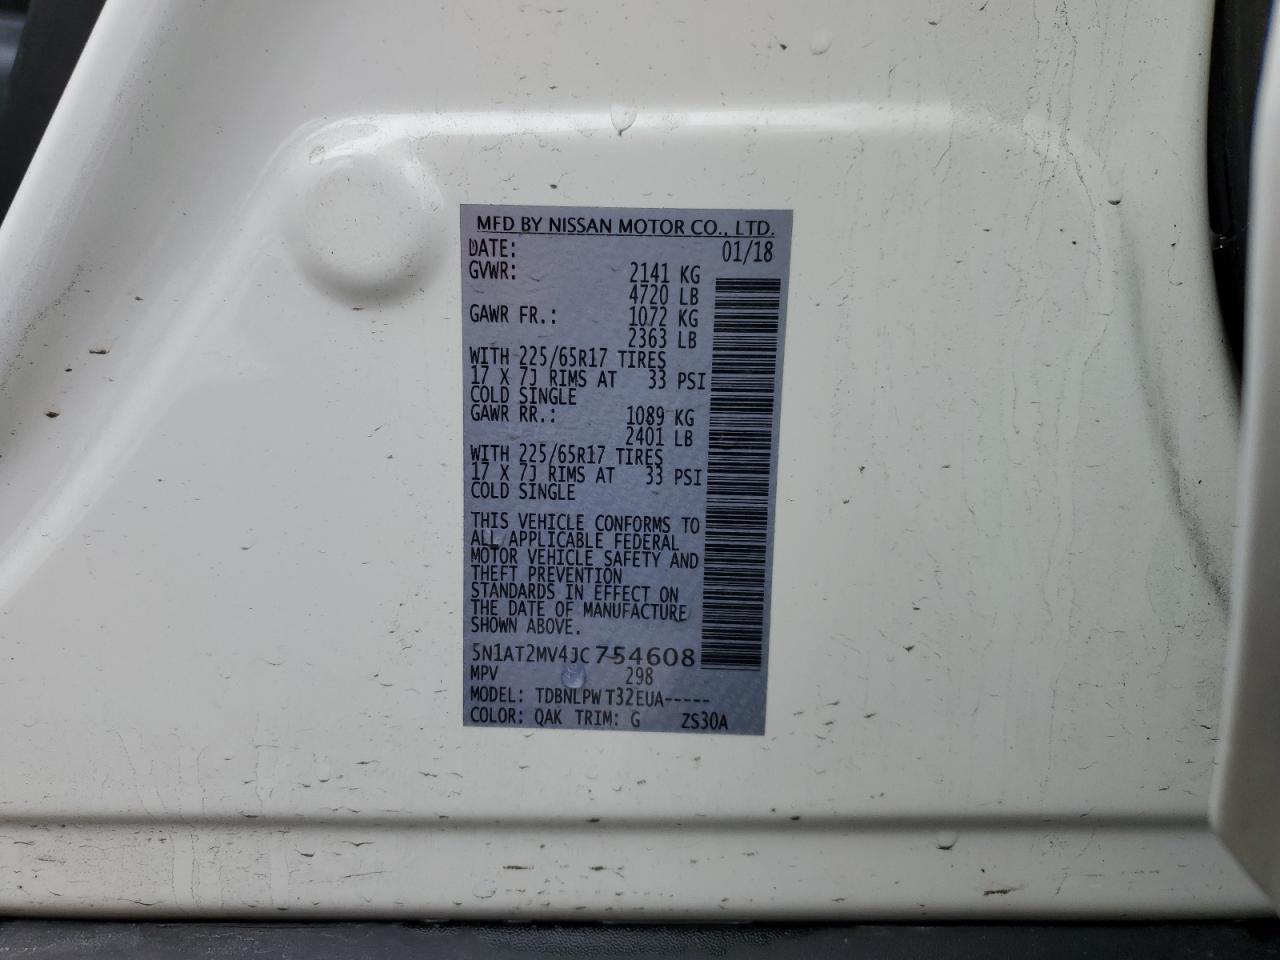 MFD BY NISSAN MOTOR CO., LTD.
DATE: 01/18
GVWR: 2141 KG
4720 LB
GAWR FR.: 1072 KG
2363 LB
WITH 225/65R17 TIRES
17 X 7J RIMS AT 33 PSI
COLD SINGLE
GAWR RR.: 1089 KG
2401 LB
WITH 225/65R17 TIRES
17 X 7J RIMS AT 33 PSI
COLD SINGLE
THIS VEHICLE CONFORMS TO
ALL APPLICABLE FEDERAL
MOTOR VEHICLE SAFETY AND
THEFT PREVENTION
STANDARDS IN EFFECT ON
THE DATE OF MANUFACTURE
SHOWN ABOVE.
5N1AT2MV4JC754608
MPV 298
MODEL: TDBNLPW T32EUA-----
COLOR: QAK TRIM: G ZS30A